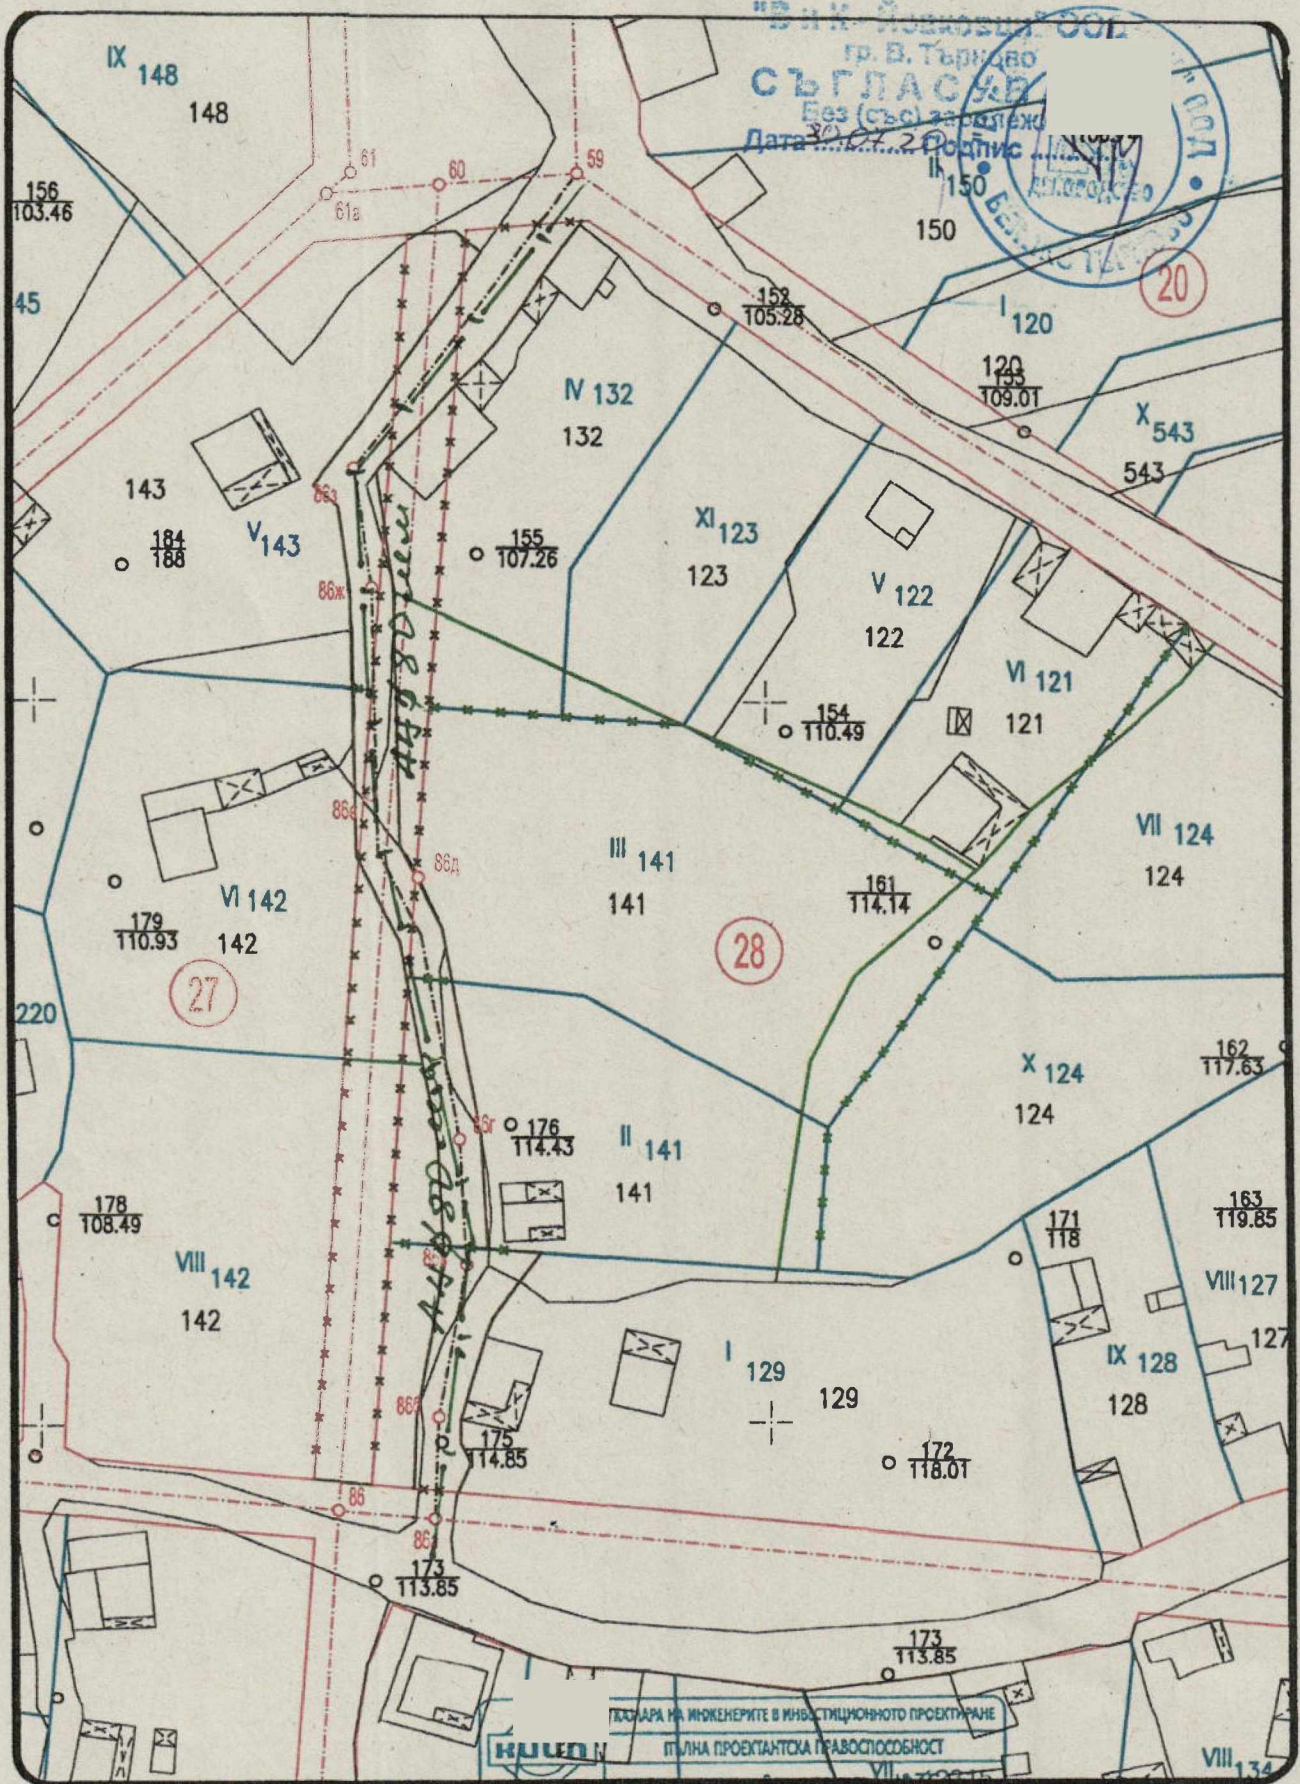 "В и К - Йовковци" ООД
гр. В. Търново
Без (със) забележ
Дата 30.07.20 Подпис
IX 148
148
61
60
59
61а
156
103.46
II 150
150
20
45
152
105.28
I 120
120
153
109.01
X 543
543
IV 132
132
143
V 143
184
188
86з
155
107.26
XI 123
123
V 122
122
86ж
VI 121
121
154
110.49
86е
86д
III 141
141
VII 124
124
161
114.14
VI 142
142
179
110.93
27
28
220
X 124
124
162
117.63
86г
176
114.43
II 141
141
178
108.49
171
118
163
119.85
VIII 142
142
VIII 127
127
I 129
129
IX 128
128
86б
175
114.85
172
118.01
86
173
113.85
173
113.85
КАМАРА НА ИНЖЕНЕРИТЕ В ИНВЕСТИЦИОННОТО ПРОЕКТИРАНЕ
ПЪЛНА ПРОЕКТАНТСКА ПРАВОСПОСОБНОСТ
VIII 134